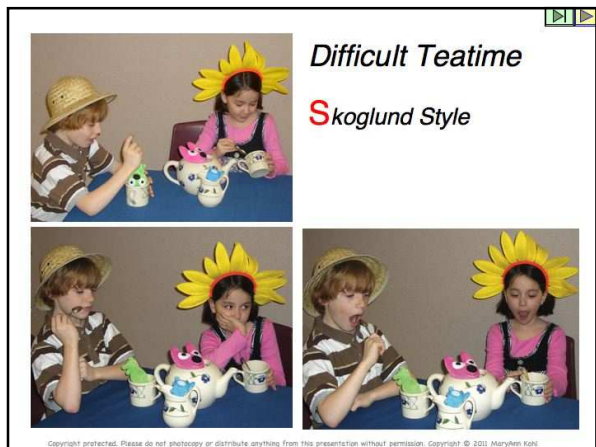 Difficult Teatime
Skoglund Style
Copyright protected. Please do not photocopy or distribute anything from this presentation without permission. Copyright © 2011 MaryAnn Kohl